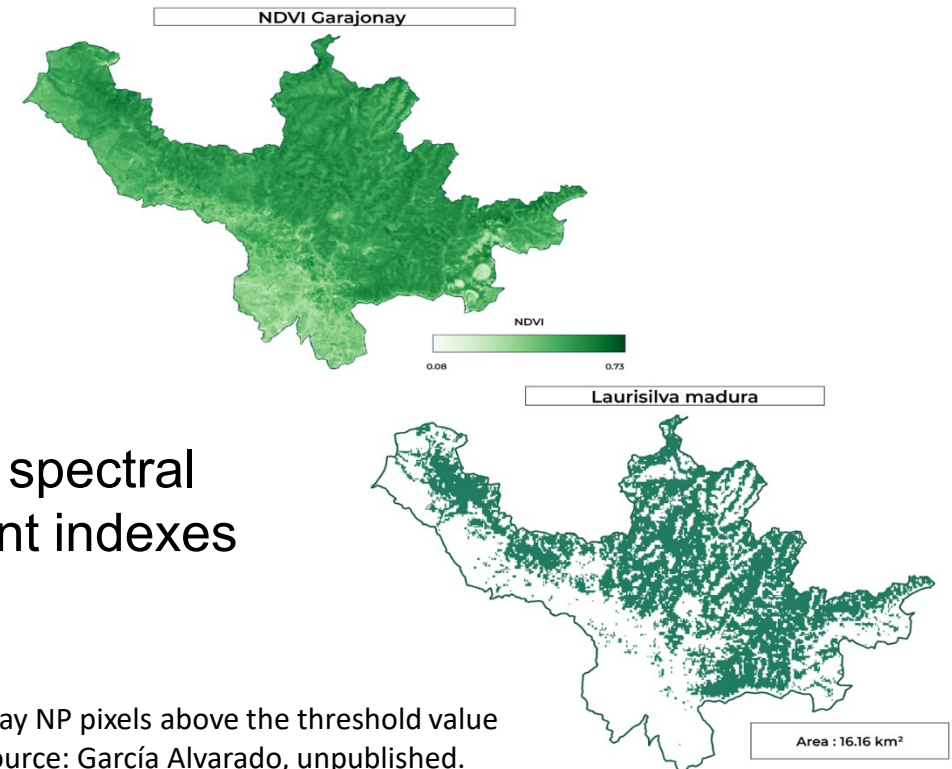 NDVI Garajonay
NDVI
0.08 0.73
Laurisilva madura
spectral
nt indexes
ay NP pixels above the threshold value
urce: García Alvarado, unpublished.
Area : 16.16 km²